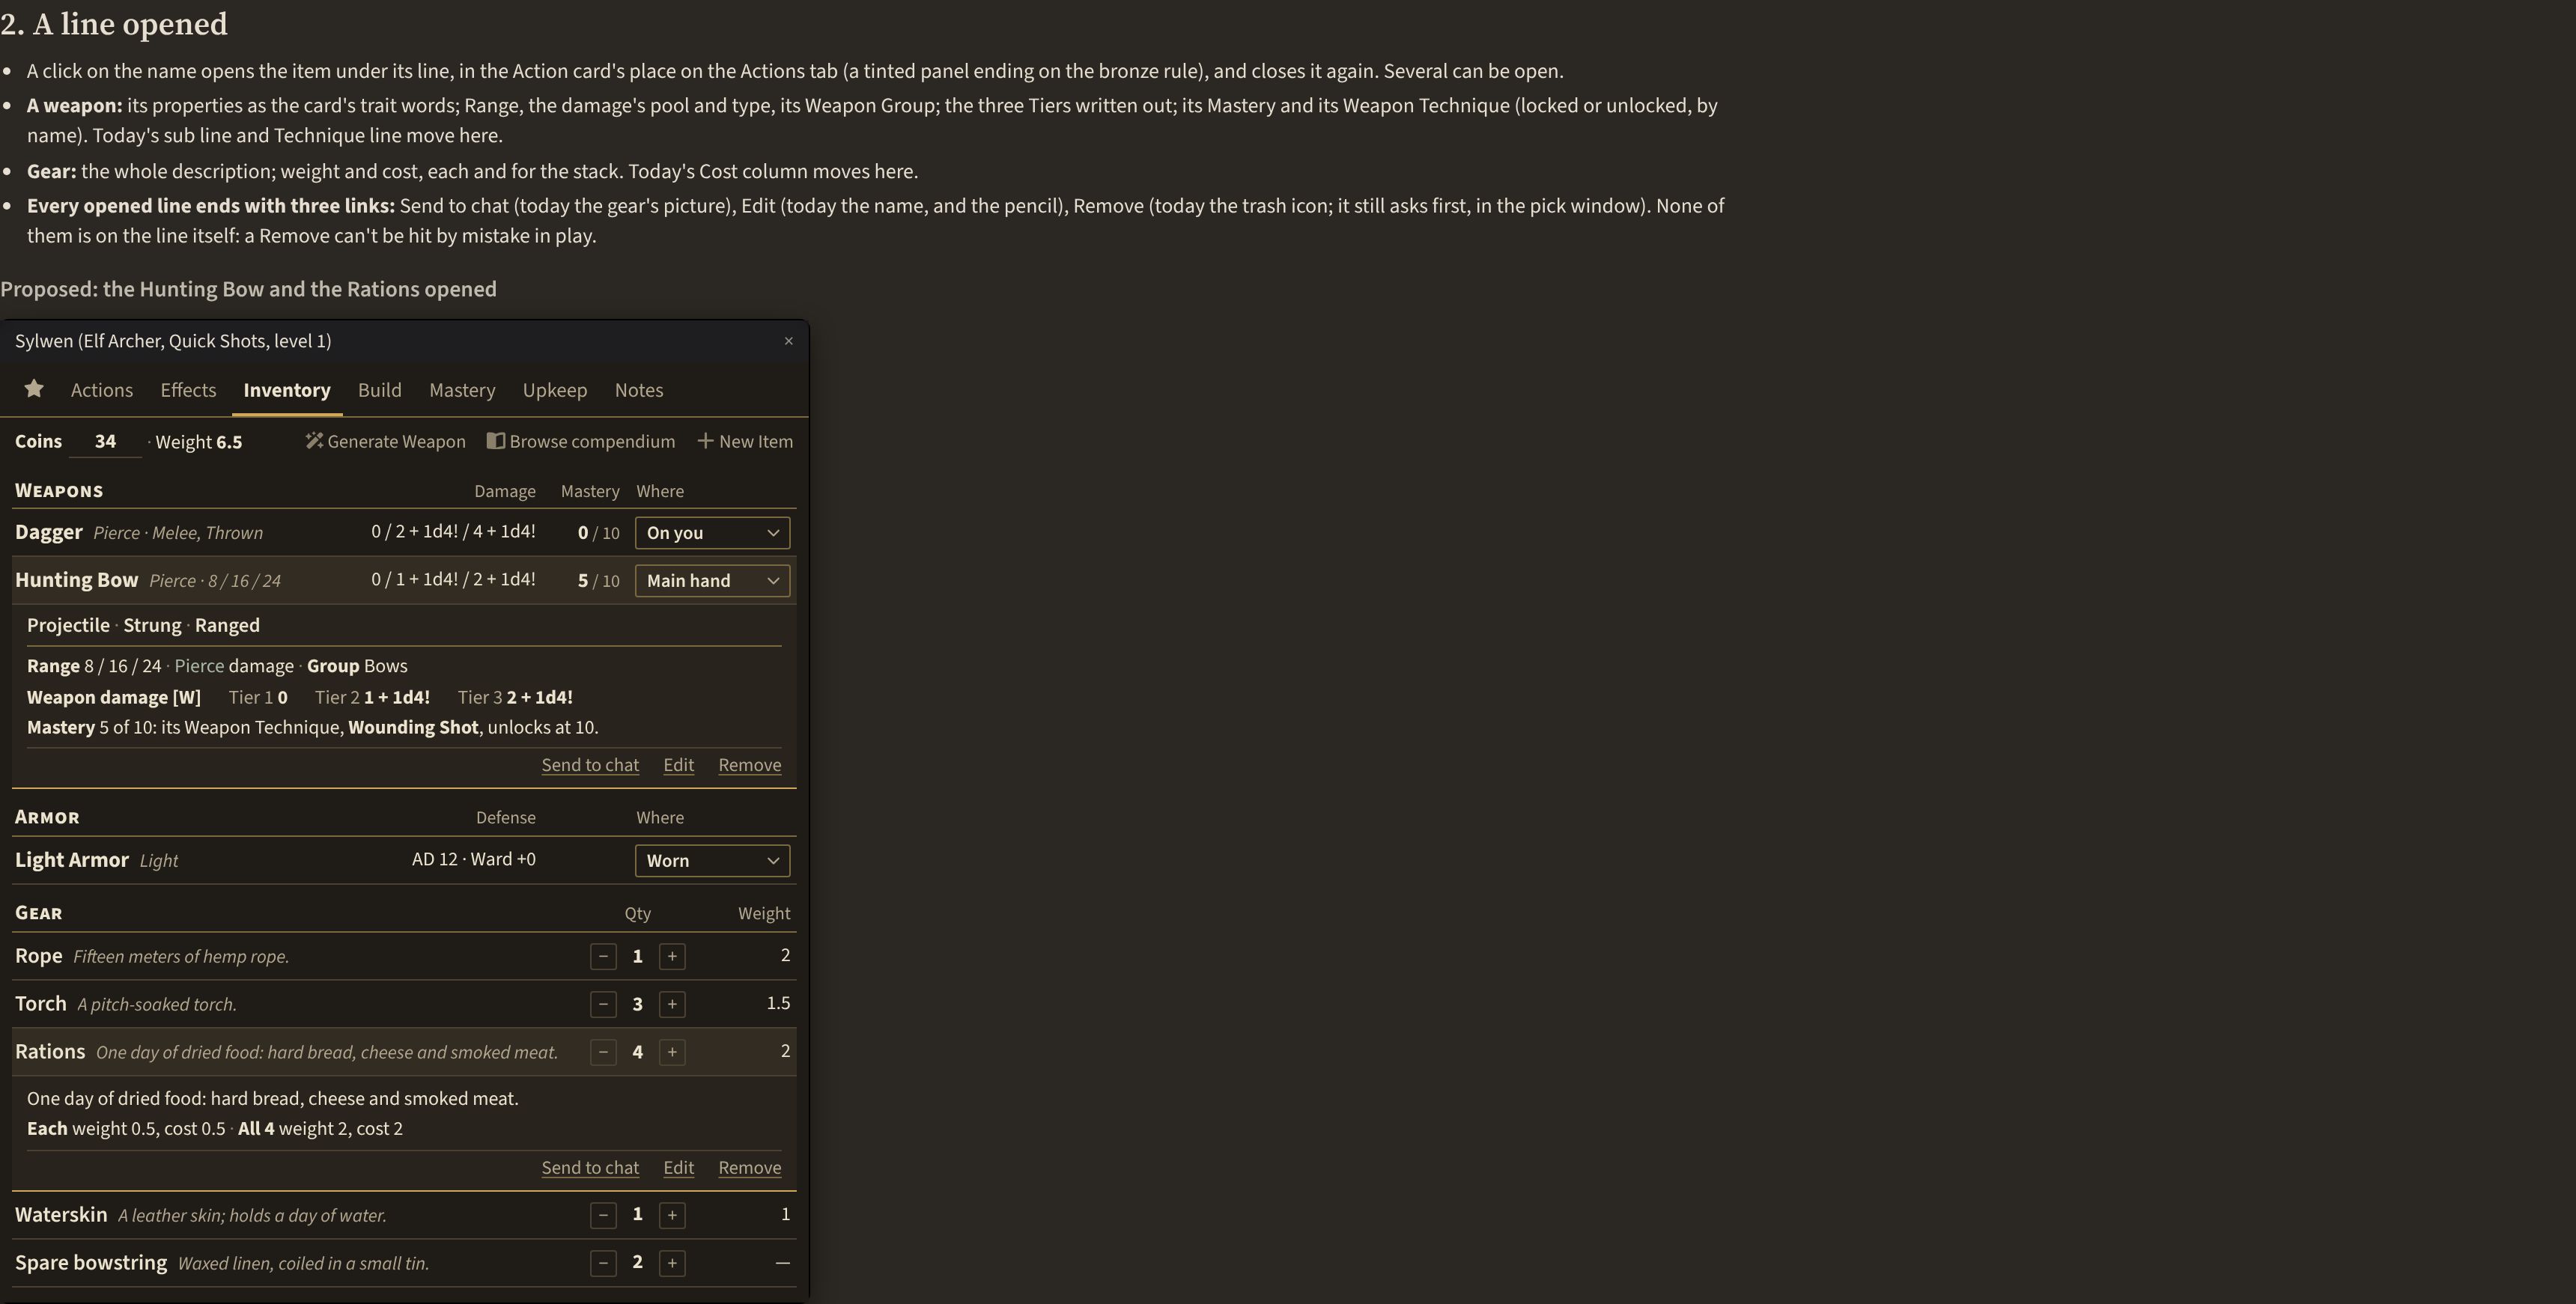 2. A line opened
• A click on the name opens the item under its line, in the Action card's place on the Actions tab (a tinted panel ending on the bronze rule), and closes it again. Several can be open.
• A weapon: its properties as the card's trait words; Range, the damage's pool and type, its Weapon Group; the three Tiers written out; its Mastery and its Weapon Technique (locked or unlocked, by
name). Today's sub line and Technique line move here.
• Gear: the whole description; weight and cost, each and for the stack. Today's Cost column moves here.
• Every opened line ends with three links: Send to chat (today the gear's picture), Edit (today the name, and the pencil), Remove (today the trash icon; it still asks first, in the pick window). None of
them is on the line itself: a Remove can't be hit by mistake in play.
Proposed: the Hunting Bow and the Rations opened
Sylwen (Elf Archer, Quick Shots, level 1) ×
★ Actions Effects Inventory Build Mastery Upkeep Notes
Coins 34 · Weight 6.5 Generate Weapon Browse compendium + New Item
WEAPONS Damage Mastery Where
Dagger Pierce · Melee, Thrown 0 / 2 + 1d4! / 4 + 1d4! 0 / 10 On you
Hunting Bow Pierce · 8 / 16 / 24 0 / 1 + 1d4! / 2 + 1d4! 5 / 10 Main hand
Projectile · Strung · Ranged
Range 8 / 16 / 24 · Pierce damage · Group Bows
Weapon damage [W] Tier 1 0 Tier 2 1 + 1d4! Tier 3 2 + 1d4!
Mastery 5 of 10: its Weapon Technique, Wounding Shot, unlocks at 10.
Send to chat Edit Remove
ARMOR Defense Where
Light Armor Light AD 12 · Ward +0 Worn
GEAR Qty Weight
Rope Fifteen meters of hemp rope. − 1 + 2
Torch A pitch-soaked torch. − 3 + 1.5
Rations One day of dried food: hard bread, cheese and smoked meat. − 4 + 2
One day of dried food: hard bread, cheese and smoked meat.
Each weight 0.5, cost 0.5 · All 4 weight 2, cost 2
Send to chat Edit Remove
Waterskin A leather skin; holds a day of water. − 1 + 1
Spare bowstring Waxed linen, coiled in a small tin. − 2 + —